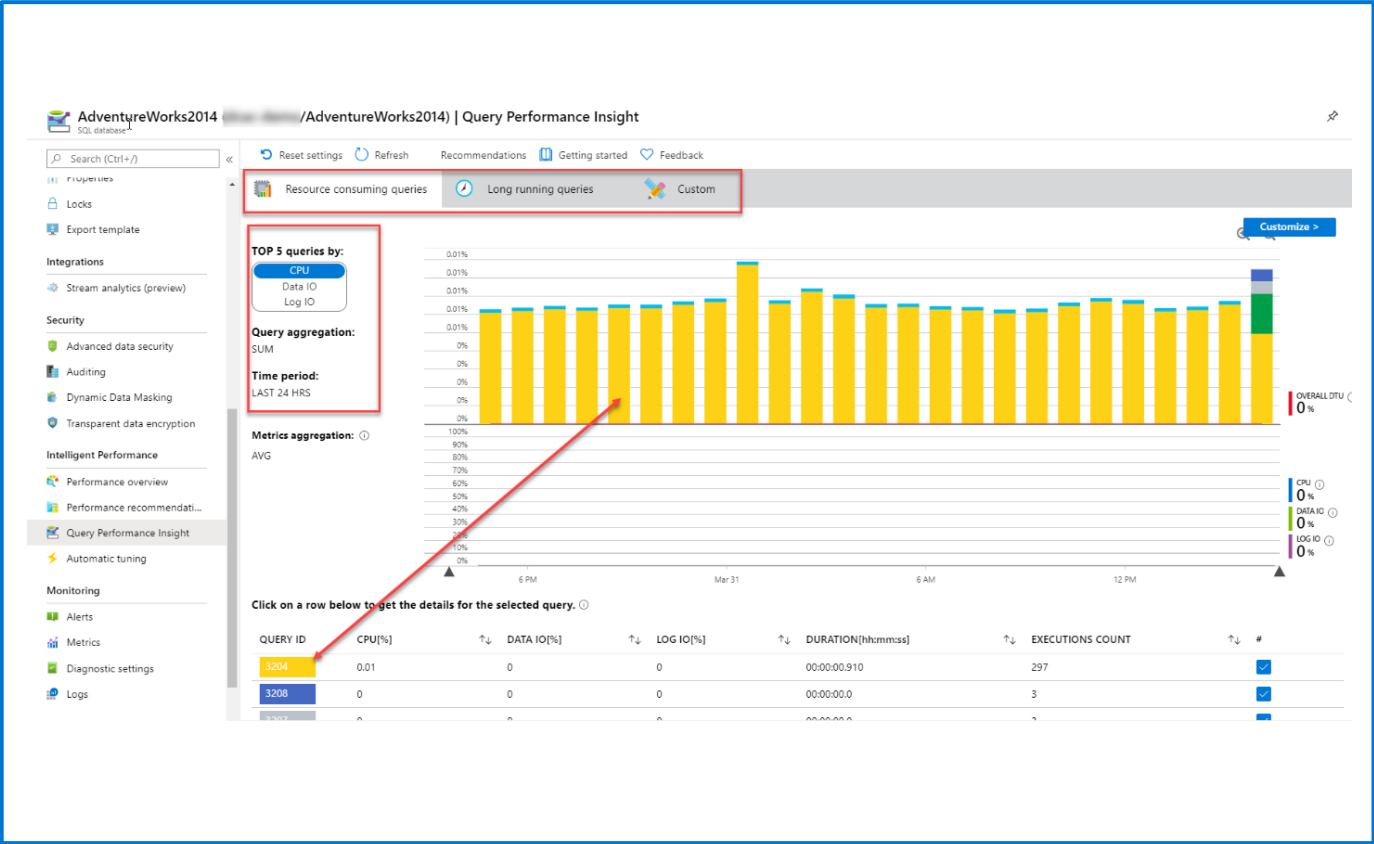 AdventureWorks2014 /AdventureWorks2014) | Query Performance Insight
SQL database
Search (Ctrl+/)
«
Reset settings
Refresh
Recommendations
Getting started
Feedback
Properties
Locks
Export template
Integrations
Stream analytics (preview)
Security
Advanced data security
Auditing
Dynamic Data Masking
Transparent data encryption
Intelligent Performance
Performance overview
Performance recommendati...
Query Performance Insight
Automatic tuning
Monitoring
Alerts
Metrics
Diagnostic settings
Logs
Resource consuming queries
Long running queries
Custom
Customize >
TOP 5 queries by:
CPU
Data IO
Log IO
Query aggregation:
SUM
Time period:
LAST 24 HRS
Metrics aggregation:
AVG
0.01%
0.01%
0.01%
0.01%
0.01%
0%
0%
0%
0%
0%
100%
90%
80%
70%
60%
50%
40%
30%
20%
10%
0%
6 PM
Mar 31
6 AM
12 PM
OVERALL DTU
0 %
CPU
0 %
DATA IO
0 %
LOG IO
0 %
Click on a row below to get the details for the selected query.
QUERY ID CPU[%] DATA IO[%] LOG IO[%] DURATION[hh:mm:ss] EXECUTIONS COUNT #
3204 0.01 0 0 00:00:00.910 297
3208 0 0 0 00:00:00.0 3